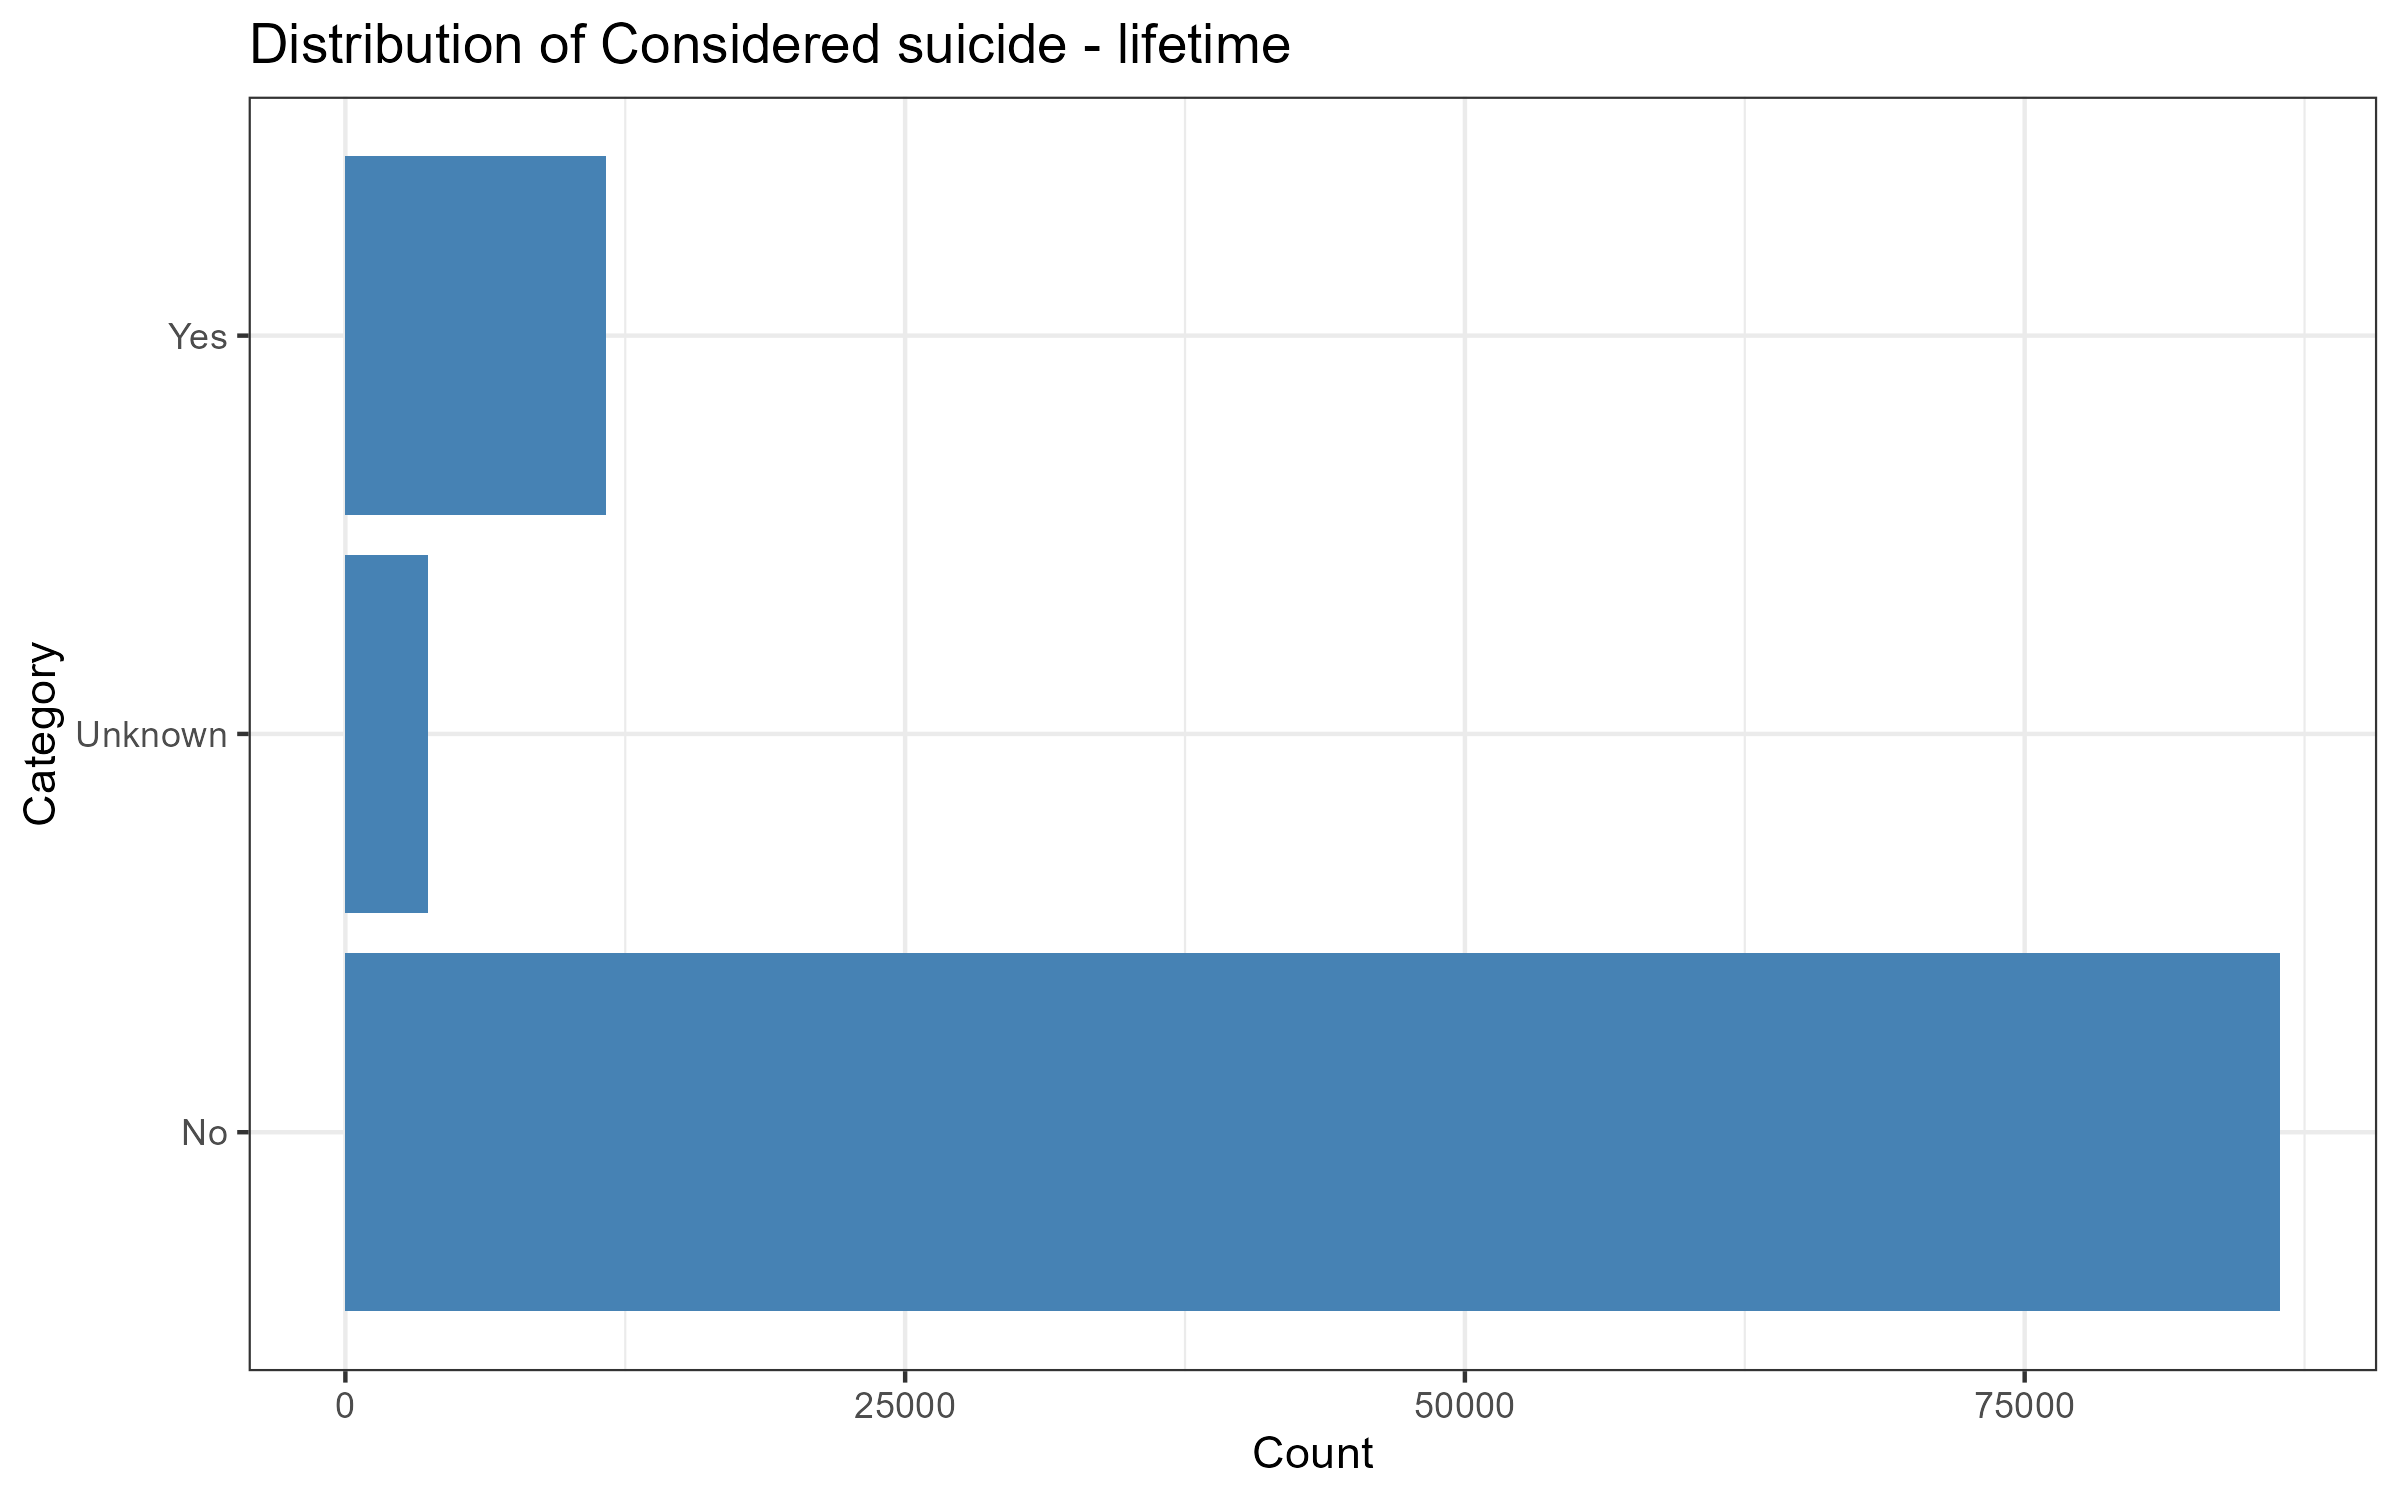 Distribution of Considered suicide - lifetime
Category
Yes
Unknown
No
0
25000
50000
75000
Count